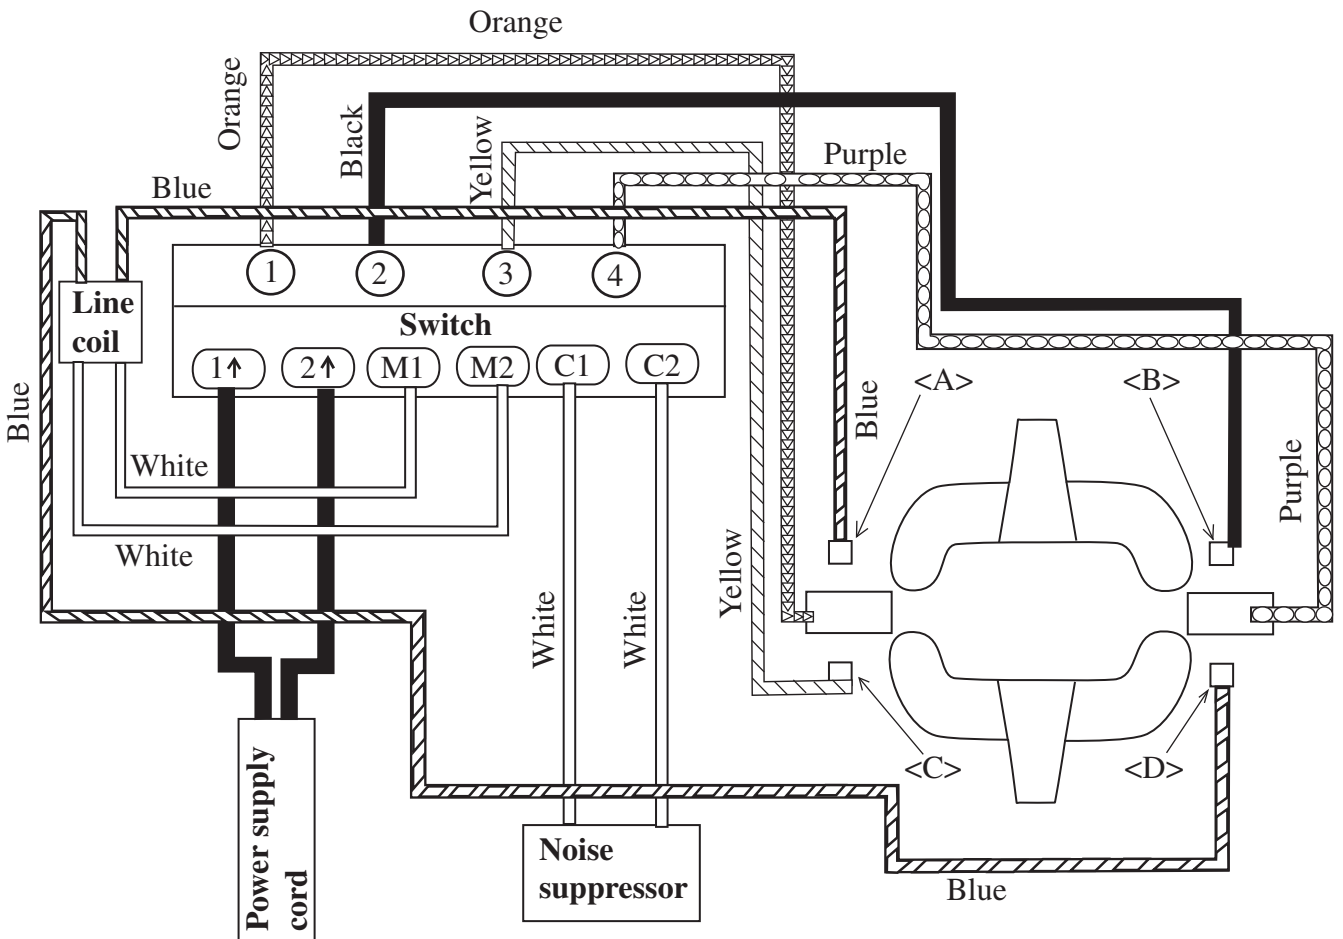 Orange
Orange
Black
Yellow
Purple
Blue
1
2
3
4
Line
coil
Switch
1↑
2↑
M1
M2
C1
C2
<A>
<B>
Blue
Blue
White
Purple
White
Yellow
White
White
<C>
<D>
Power supply
cord
Noise
suppressor
Blue